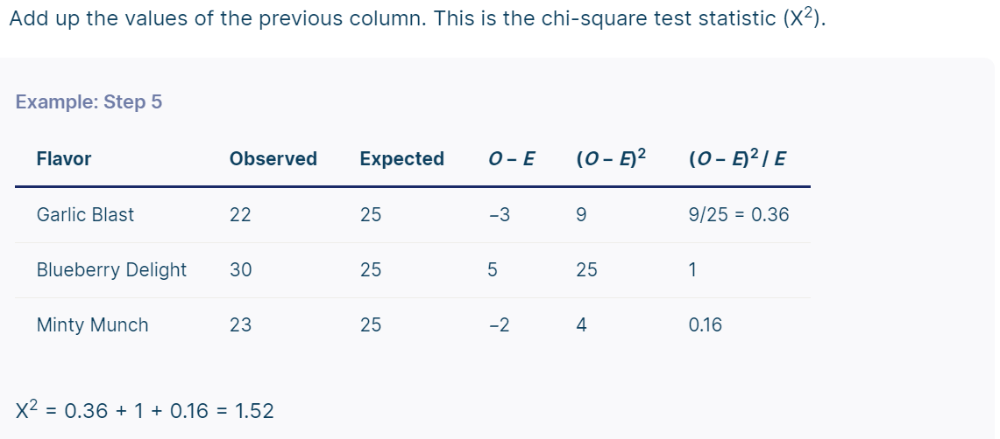 Add up the values of the previous column. This is the chi-square test statistic (X²).
Example: Step 5
Flavor Observed Expected O – E (O – E)² (O – E)² / E
Garlic Blast 22 25 –3 9 9/25 = 0.36
Blueberry Delight 30 25 5 25 1
Minty Munch 23 25 –2 4 0.16
X² = 0.36 + 1 + 0.16 = 1.52